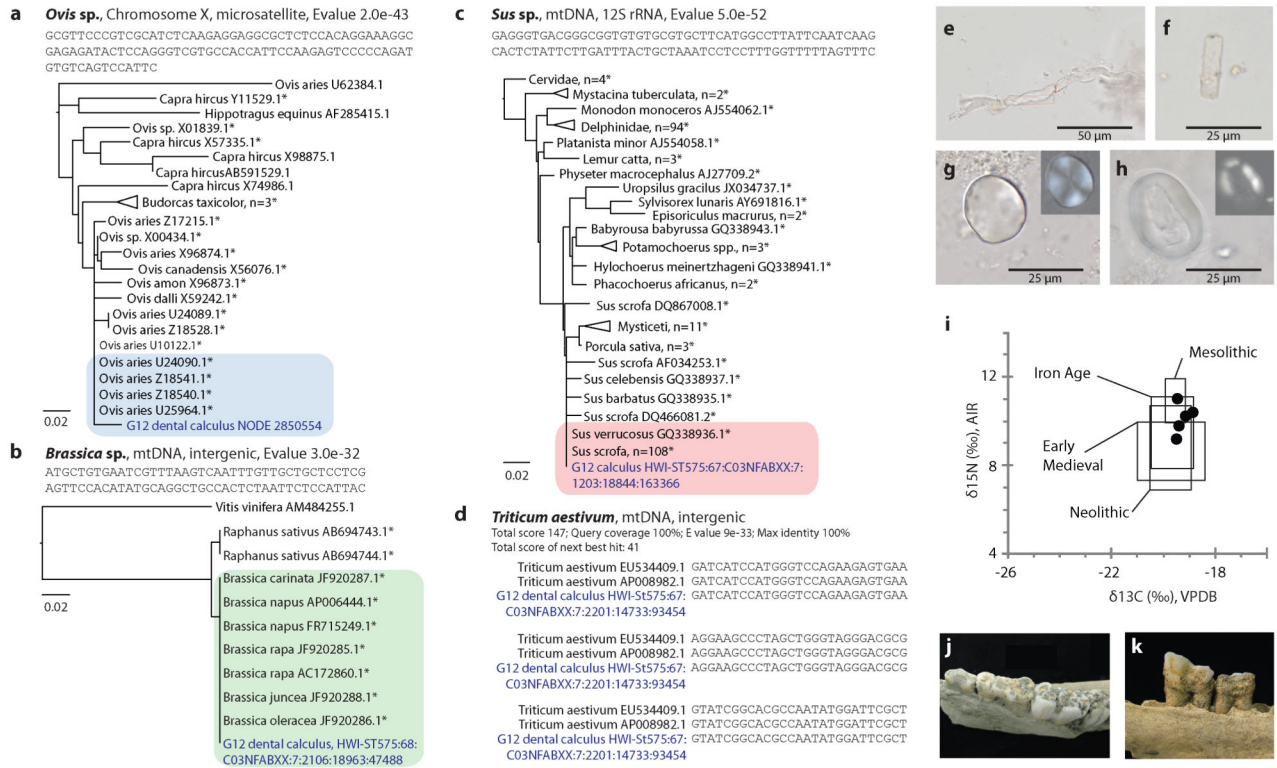 a Ovis sp., Chromosome X, microsatellite, Evalue 2.0e-43
GCGTTCCCGTCGCATCTCAAGAGGAGGCGCTCTCCACAGGAAAGGC
GAGAGATACTCCAGGGTCGTGCCACCATTCCAAGAGTCCCCCAGAT
GTGTCAGTCCATTC
Ovis aries U62384.1
Capra hircus Y11529.1*
Hippotragus equinus AF285415.1
Ovis sp. X01839.1*
Capra hircus X57335.1*
Capra hircus X98875.1
Capra hircusAB591529.1
Capra hircus X74986.1
Budorcas taxicolor, n=3*
Ovis aries Z17215.1*
Ovis sp. X00434.1*
Ovis aries X96874.1*
Ovis canadensis X56076.1*
Ovis amon X96873.1*
Ovis dalli X59242.1*
Ovis aries U24089.1*
Ovis aries Z18528.1*
Ovis aries U10122.1*
Ovis aries U24090.1*
Ovis aries Z18541.1*
Ovis aries Z18540.1*
Ovis aries U25964.1*
G12 dental calculus NODE 2850554
0.02
b Brassica sp., mtDNA, intergenic, Evalue 3.0e-32
ATGCTGTGAATCGTTTAAGTCAATTTGTTGCTGCTCCTCG
AGTTCCACATATGCAGGCTGCCACTCTAATTCTCCATTAC
Vitis vinifera AM484255.1
Raphanus sativus AB694743.1*
Raphanus sativus AB694744.1*
Brassica carinata JF920287.1*
Brassica napus AP006444.1*
Brassica napus FR715249.1*
Brassica rapa JF920285.1*
Brassica rapa AC172860.1*
Brassica juncea JF920288.1*
Brassica oleracea JF920286.1*
G12 dental calculus, HWI-ST575:68:
C03NFABXX:7:2106:18963:47488
0.02
c Sus sp., mtDNA, 12S rRNA, Evalue 5.0e-52
GAGGGTGACGGGCGGTGTGTGCGTGCTTCATGGCCTTATTCAATCAAG
CACTCTATTCTTGATTTACTGCTAAATCCTCCTTTGGTTTTTAGTTTC
Cervidae, n=4*
Mystacina tuberculata, n=2*
Monodon monoceros AJ554062.1*
Delphinidae, n=94*
Platanista minor AJ554058.1*
Lemur catta, n=3*
Physeter macrocephalus AJ27709.2*
Uropsilus gracilus JX034737.1*
Sylvisorex lunaris AY691816.1*
Episoriculus macrurus, n=2*
Babyrousa babyrussa GQ338943.1*
Potamochoerus spp., n=3*
Hylochoerus meinertzhageni GQ338941.1*
Phacochoerus africanus, n=2*
Sus scrofa DQ867008.1*
Mysticeti, n=11*
Porcula sativa, n=3*
Sus scrofa AF034253.1*
Sus celebensis GQ338937.1*
Sus barbatus GQ338935.1*
Sus scrofa DQ466081.2*
Sus verrucosus GQ338936.1*
Sus scrofa, n=108*
G12 calculus HWI-ST575:67:C03NFABXX:7:
1203:18844:163366
0.02
d Triticum aestivum, mtDNA, intergenic
Total score 147; Query coverage 100%; E value 9e-33; Max identity 100%
Total score of next best hit: 41
Triticum aestivum EU534409.1 GATCATCCATGGGTCCAGAAGAGTGAA
Triticum aestivum AP008982.1 GATCATCCATGGGTCCAGAAGAGTGAA
G12 dental calculus HWI-St575:67: GATCATCCATGGGTCCAGAAGAGTGAA
C03NFABXX:7:2201:14733:93454
Triticum aestivum EU534409.1 AGGAAGCCCTAGCTGGGTAGGGACGCG
Triticum aestivum AP008982.1 AGGAAGCCCTAGCTGGGTAGGGACGCG
G12 dental calculus HWI-St575:67: AGGAAGCCCTAGCTGGGTAGGGACGCG
C03NFABXX:7:2201:14733:93454
Triticum aestivum EU534409.1 GTATCGGCACGCCAATATGGATTCGCT
Triticum aestivum AP008982.1 GTATCGGCACGCCAATATGGATTCGCT
G12 dental calculus HWI-St575:67: GTATCGGCACGCCAATATGGATTCGCT
C03NFABXX:7:2201:14733:93454
e
50 μm
f
25 μm
g
25 μm
h
25 μm
i
Mesolithic
Iron Age
Early
Medieval
Neolithic
δ15N (‰), AIR
12
8
4
-26
-22
-18
δ13C (‰), VPDB
j
k